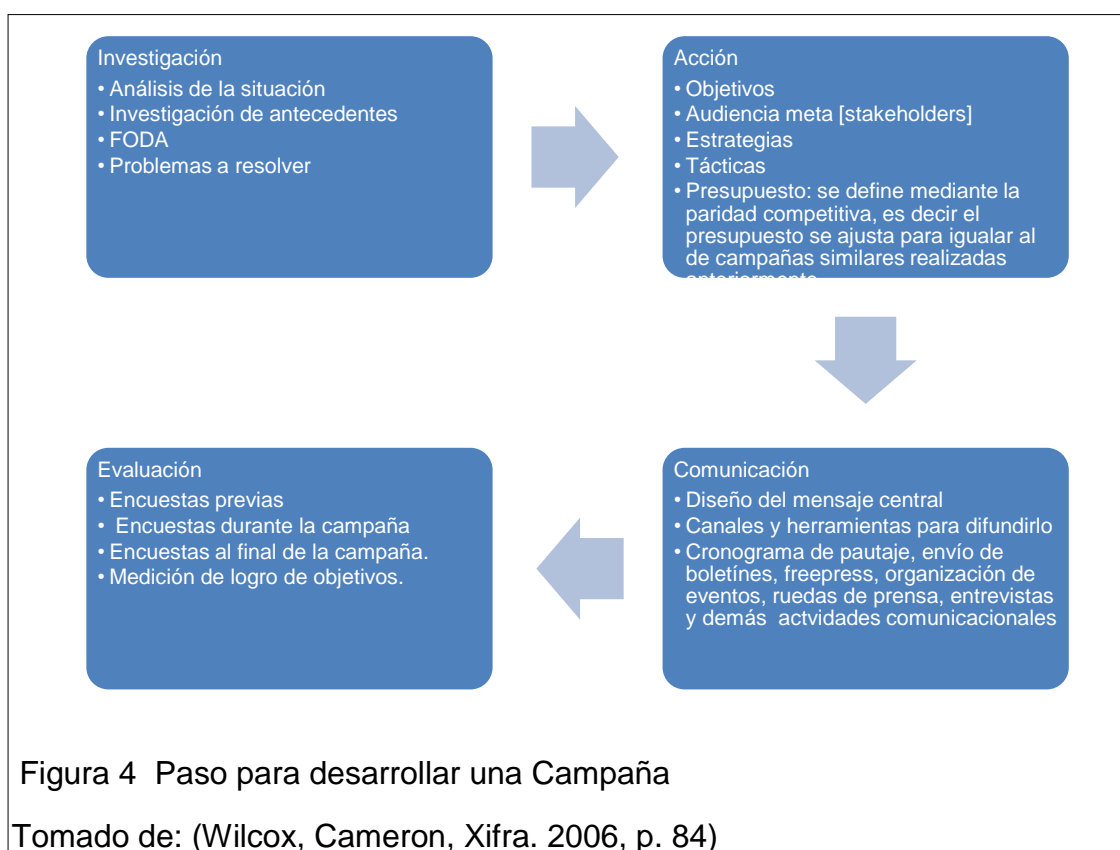 Investigación
• Análisis de la situación
• Investigación de antecedentes
• FODA
• Problemas a resolver
Acción
• Objetivos
• Audiencia meta [stakeholders]
• Estrategias
• Tácticas
• Presupuesto: se define mediante la
paridad competitiva, es decir el
presupuesto se ajusta para igualar al
de campañas similares realizadas
anteriormente
Comunicación
• Diseño del mensaje central
• Canales y herramientas para difundirlo
• Cronograma de pautaje, envío de
boletínes, freepress, organización de
eventos, ruedas de prensa, entrevistas
y demás actvidades comunicacionales
Evaluación
• Encuestas previas
• Encuestas durante la campaña
• Encuestas al final de la campaña.
• Medición de logro de objetivos.
Figura 4 Paso para desarrollar una Campaña
Tomado de: (Wilcox, Cameron, Xifra. 2006, p. 84)